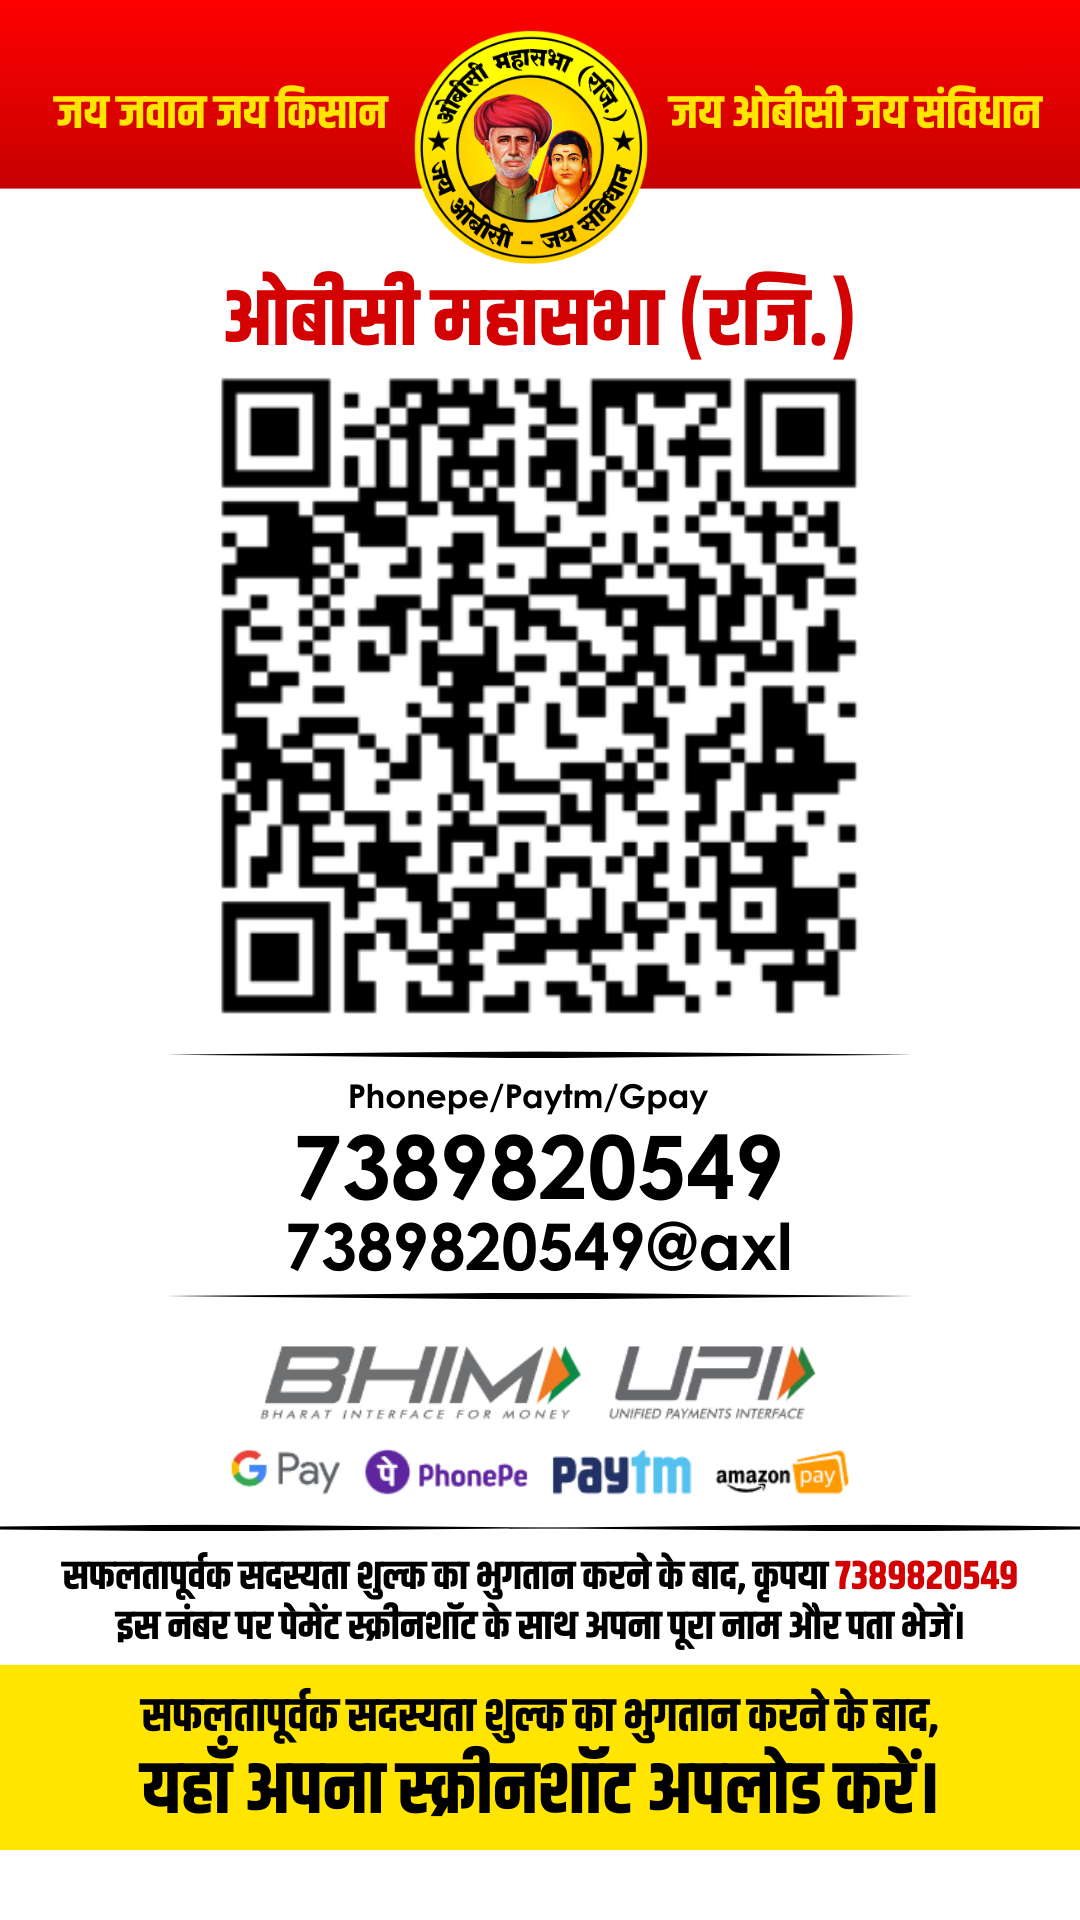 जय जवान जय किसान
ओबीसी महासभा (रजि.)
जय ओबीसी - जय संविधान
जय ओबीसी जय संविधान
ओबीसी महासभा (रजि.)
Phonepe/Paytm/Gpay
7389820549
7389820549@axl
BHIM UPI
BHARAT INTERFACE FOR MONEY UNIFIED PAYMENTS INTERFACE
G Pay पे PhonePe paytm amazon pay
सफलतापूर्वक सदस्यता शुल्क का भुगतान करने के बाद, कृपया 7389820549
इस नंबर पर पेमेंट स्क्रीनशॉट के साथ अपना पूरा नाम और पता भेजें।
सफलतापूर्वक सदस्यता शुल्क का भुगतान करने के बाद,
यहाँ अपना स्क्रीनशॉट अपलोड करें।